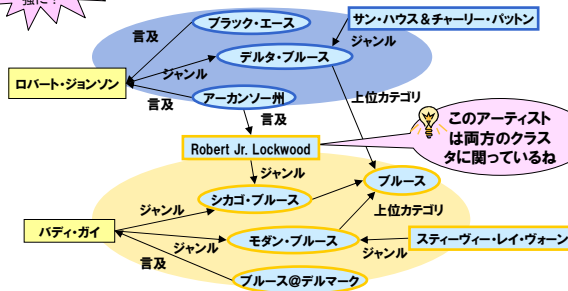 強に！
ブラック・エース
サン・ハウス＆チャーリー・パットン
言及
ジャンル
デルタ・ブルース
ジャンル
ロバート・ジョンソン
言及
アーカンソー州
上位カテゴリ
言及
このアーティスト
は両方のクラス
タに関っているね
Robert Jr. Lockwood
ジャンル
ブルース
シカゴ・ブルース
ジャンル
上位カテゴリ
バディ・ガイ
ジャンル
モダン・ブルース
スティーヴィー・レイ・ヴォーン
ジャンル
言及
ブルース@デルマーク